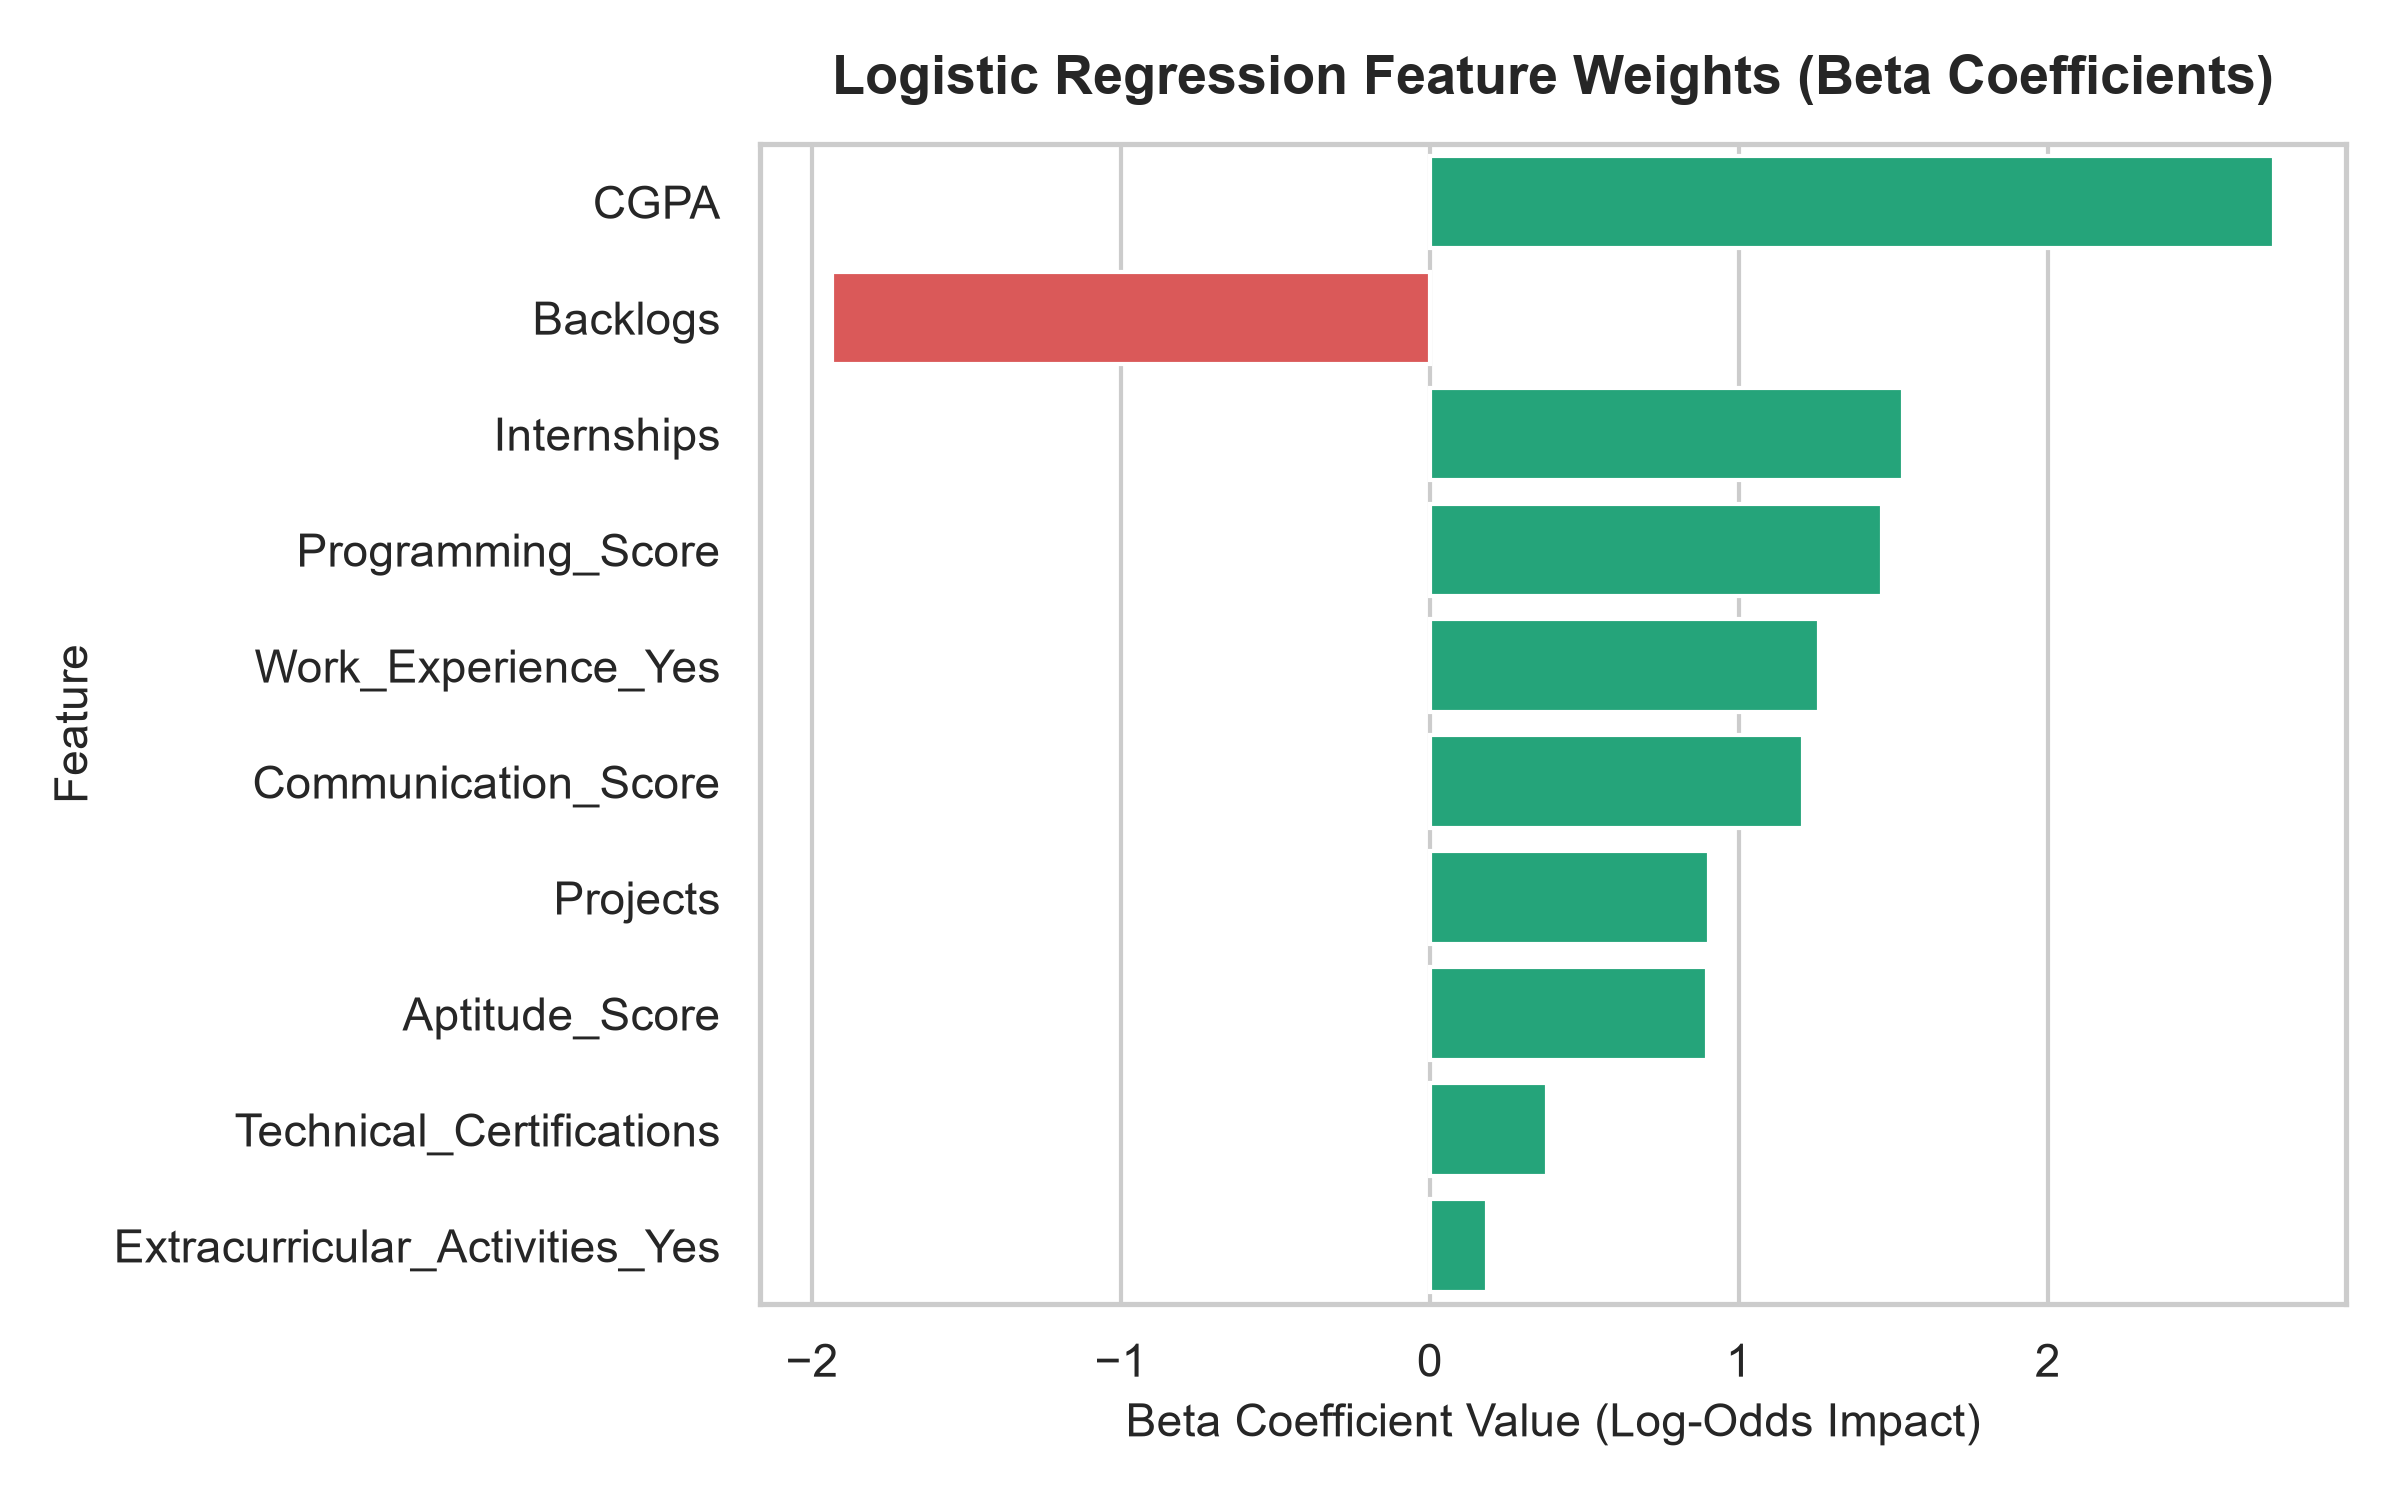 Logistic Regression Feature Weights (Beta Coefficients)
CGPA
Backlogs
Internships
Programming_Score
Work_Experience_Yes
Communication_Score
Projects
Aptitude_Score
Technical_Certifications
Extracurricular_Activities_Yes
Feature
−2 −1 0 1 2
Beta Coefficient Value (Log-Odds Impact)